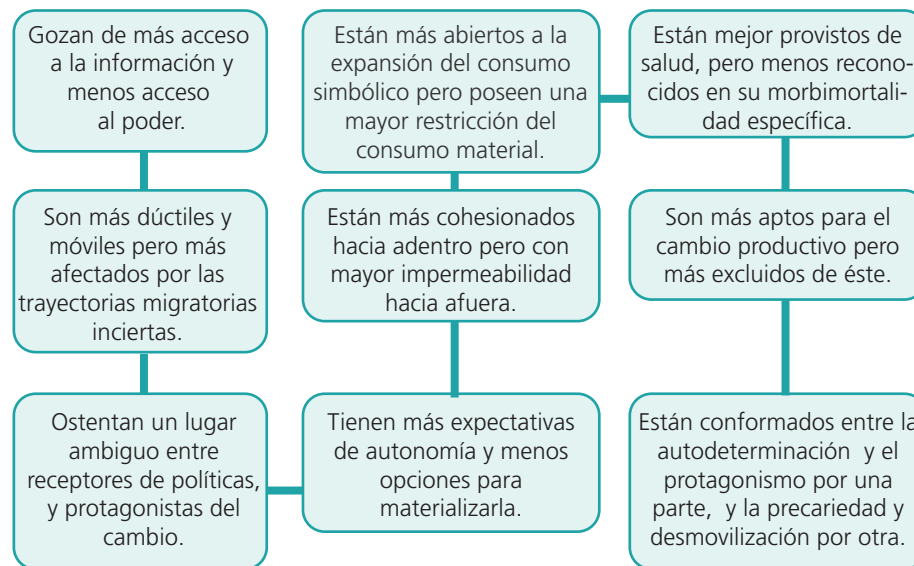 Gozan de más acceso
a la información y
menos acceso
al poder.
Son más dúctiles y
móviles pero más
afectados por las
trayectorias migratorias
inciertas.
Ostentan un lugar
ambiguo entre
receptores de políticas,
y protagonistas del
cambio.
Tienen más expectativas
de autonomía y menos
opciones para
materializarla.
Están más cohesionados
hacia adentro pero con
mayor impermeabilidad
hacia afuera.
Están más abiertos a la
expansión del consumo
simbólico pero poseen una
mayor restricción del
consumo material.
Están mejor provistos de
salud, pero menos recono-
cidos en su morbimortali-
dad específica.
Son más aptos para el
cambio productivo pero
más excluidos de éste.
Están conformados entre la
autodeterminación y el
protagonismo por una
parte, y la precariedad y
desmovilización por otra.